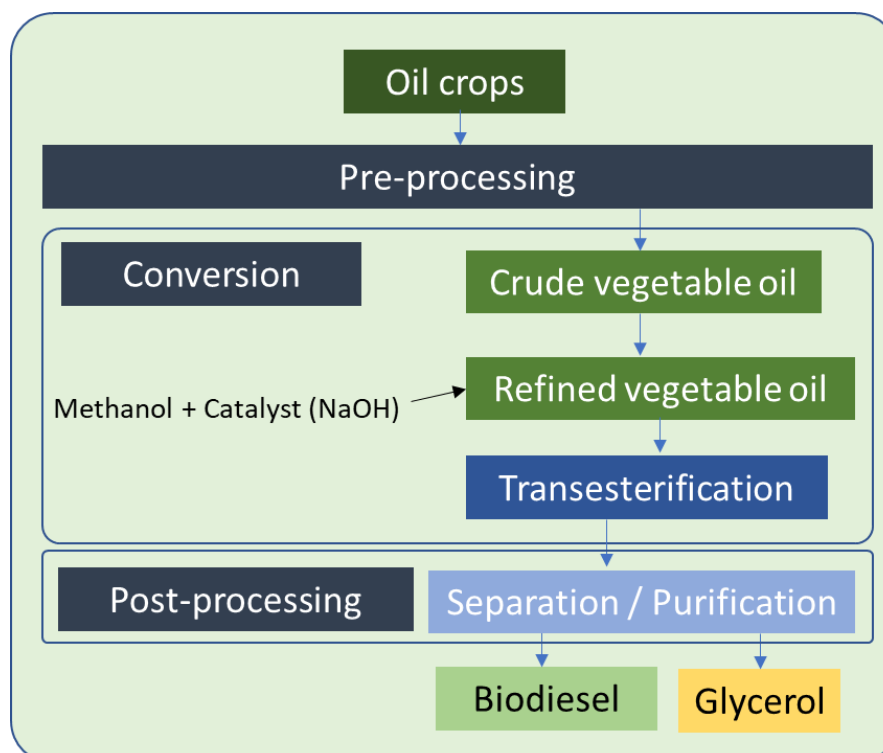 Oil crops
Pre-processing
Conversion
Crude vegetable oil
Refined vegetable oil
Methanol + Catalyst (NaOH)
Transesterification
Post-processing
Separation / Purification
Biodiesel
Glycerol